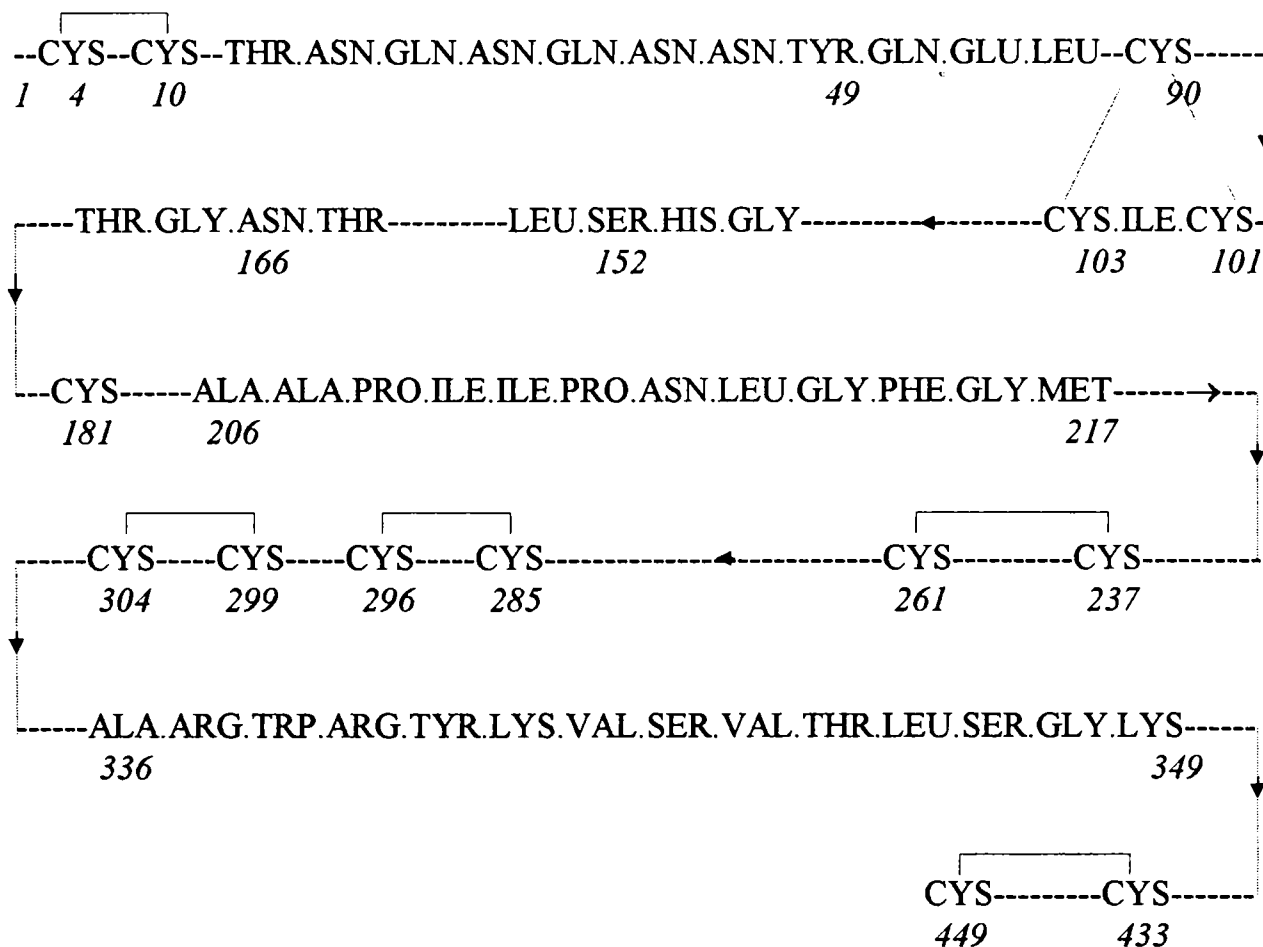 --CYS--CYS--THR.ASN.GLN.ASN.GLN.ASN.ASN.TYR.GLN.GLU.LEU--CYS------
1 4 10 49 90
----THR.GLY.ASN.THR---------LEU.SER.HIS.GLY------------------CYS.ILE.CYS-
166 152 103 101
---CYS------ALA.ALA.PRO.ILE.ILE.PRO.ASN.LEU.GLY.PHE.GLY.MET------
181 206 217
------CYS-----CYS-----CYS-----CYS--------------------CYS---------CYS---------
304 299 296 285 261 237
------ALA.ARG.TRP.ARG.TYR.LYS.VAL.SER.VAL.THR.LEU.SER.GLY.LYS------
336 349
CYS---------CYS-------
449 433